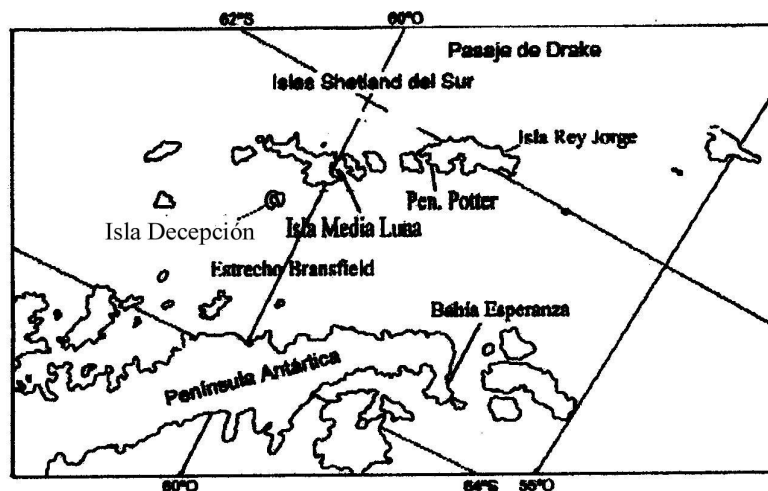 62°S 60°O
Pasaje de Drake
Islas Shetland del Sur
Isla Rey Jorge
Pen. Potter
Isla Decepción
Isla Media Luna
Estrecho Bransfield
Bahía Esperanza
Península Antártica
60°O 64°S 55°O